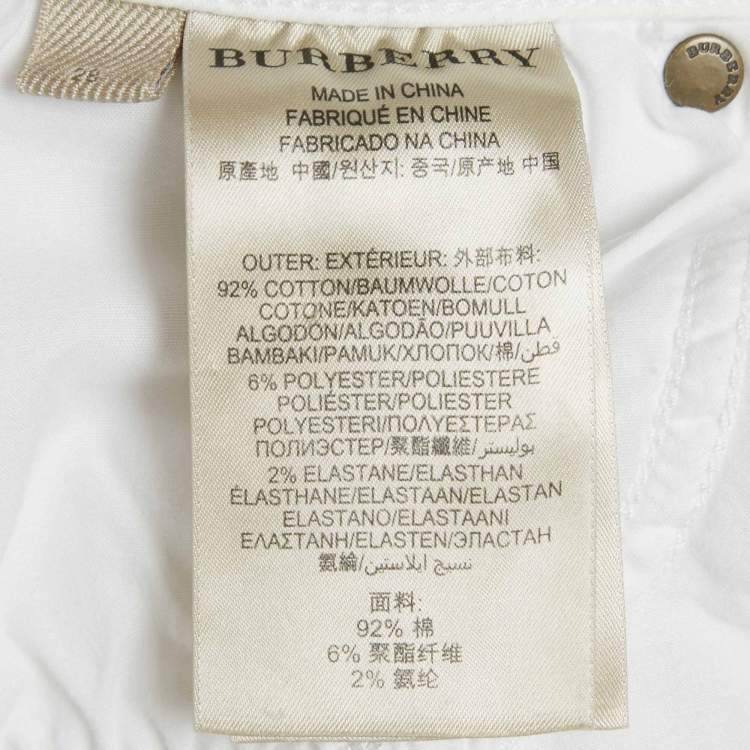 28
BURBERRY
BURBERRY
MADE IN CHINA
FABRIQUÉ EN CHINE
FABRICADO NA CHINA
原產地 中國/원산지: 중국/原产地 中国
OUTER: EXTÉRIEUR: 外部布料:
92% COTTON/BAUMWOLLE/COTON
COTONE/KATOEN/BOMULL
ALGODÓN/ALGODÃO/PUUVILLA
BAMBAKI/PAMUK/ХЛОПОК/棉/قطن
6% POLYESTER/POLIESTERE
POLIÉSTER/POLIESTER
POLYESTERI/ΠΟΛΥΕΣΤΕΡΑΣ
ПОЛИЭСТЕР/聚酯纖維/بوليستر
2% ELASTANE/ELASTHAN
ÉLASTHANE/ELASTAAN/ELASTAN
ELASTANO/ELASTAANI
ΕΛΑΣΤΑΝΗ/ELASTEN/ЭЛАСТАН
氨綸/نسيج ايلاستين
面料:
92% 棉
6% 聚酯纤维
2% 氨纶